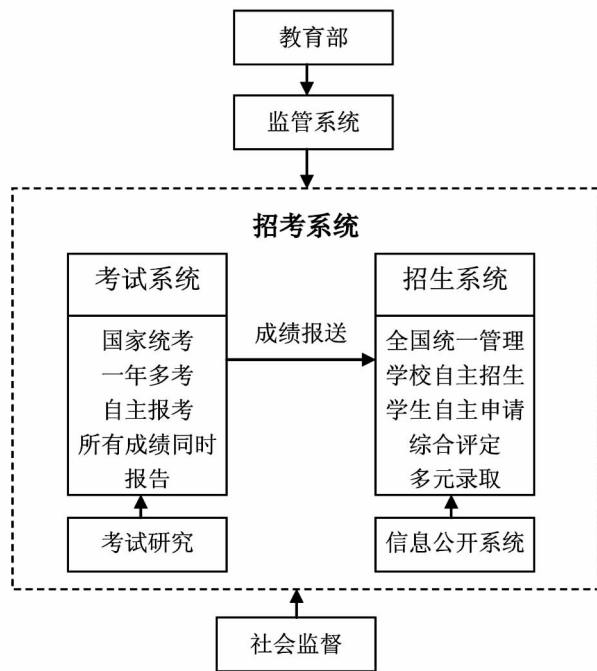 教育部
监管系统
招考系统
考试系统
国家统考
一年多考
自主报考
所有成绩同时
报告
考试研究
成绩报送
招生系统
全国统一管理
学校自主招生
学生自主申请
综合评定
多元录取
信息公开系统
社会监督